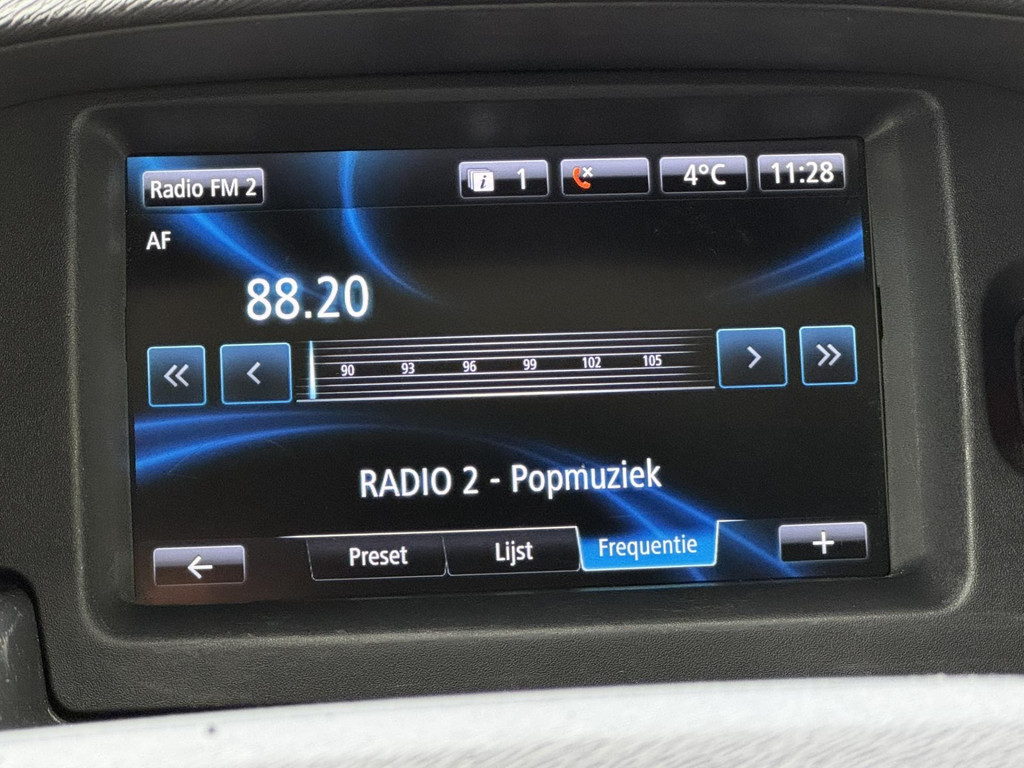 Radio FM 2
i 1
4°C
11:28
AF
88.20
90 93 96 99 102 105
RADIO 2 - Popmuziek
Preset
Lijst
Frequentie